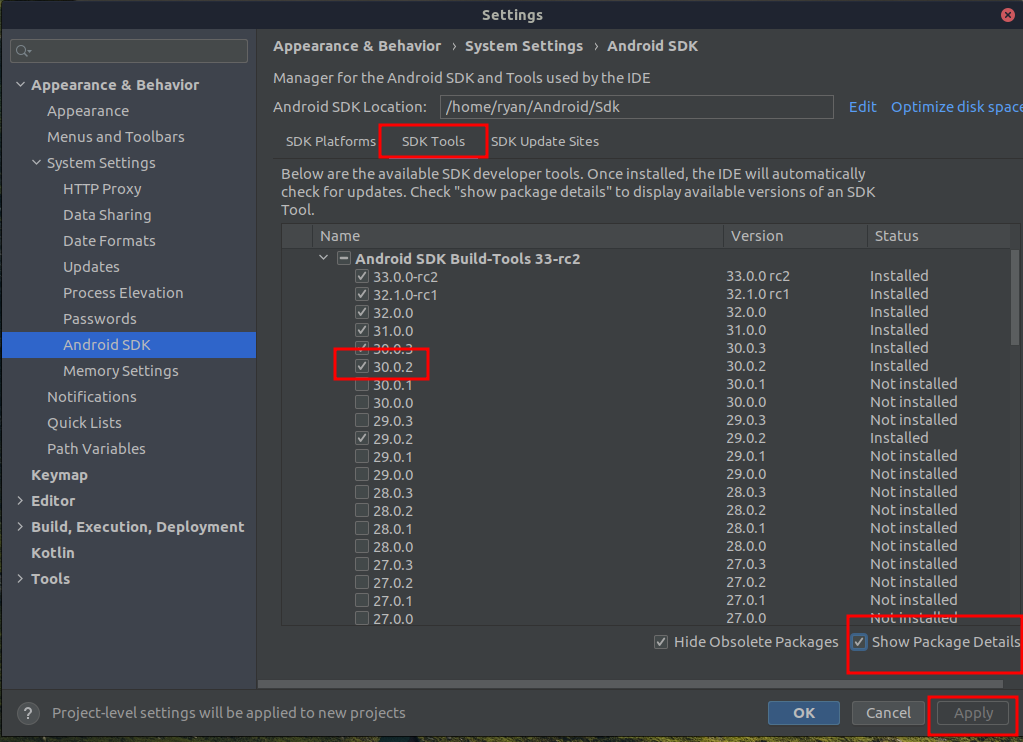 Settings
Appearance & Behavior › System Settings › Android SDK
Manager for the Android SDK and Tools used by the IDE
Android SDK Location: /home/ryan/Android/Sdk Edit Optimize disk space
SDK Platforms SDK Tools SDK Update Sites
Below are the available SDK developer tools. Once installed, the IDE will automatically
check for updates. Check "show package details" to display available versions of an SDK
Tool.
Name Version Status
Android SDK Build-Tools 33-rc2
33.0.0-rc2 33.0.0 rc2 Installed
32.1.0-rc1 32.1.0 rc1 Installed
32.0.0 32.0.0 Installed
31.0.0 31.0.0 Installed
30.0.3 30.0.3 Installed
30.0.2 30.0.2 Installed
30.0.1 30.0.1 Not installed
30.0.0 30.0.0 Not installed
29.0.3 29.0.3 Not installed
29.0.2 29.0.2 Installed
29.0.1 29.0.1 Not installed
29.0.0 29.0.0 Not installed
28.0.3 28.0.3 Not installed
28.0.2 28.0.2 Not installed
28.0.1 28.0.1 Not installed
28.0.0 28.0.0 Not installed
27.0.3 27.0.3 Not installed
27.0.2 27.0.2 Not installed
27.0.1 27.0.1 Not installed
27.0.0 27.0.0 Not installed
Hide Obsolete Packages Show Package Details
Appearance & Behavior
Appearance
Menus and Toolbars
System Settings
HTTP Proxy
Data Sharing
Date Formats
Updates
Process Elevation
Passwords
Android SDK
Memory Settings
Notifications
Quick Lists
Path Variables
Keymap
Editor
Build, Execution, Deployment
Kotlin
Tools
? Project-level settings will be applied to new projects
OK Cancel Apply